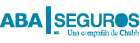 ABA SEGUROS
Una compañía de Chubb